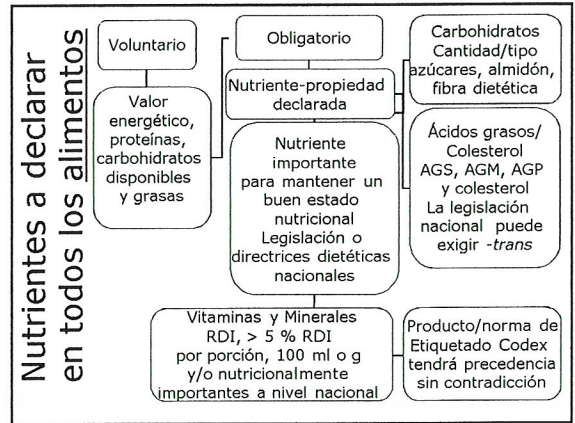 Nutrientes a declarar
en todos los alimentos
Voluntario
Valor
energético,
proteínas,
carbohidratos
disponibles
y grasas
Obligatorio
Nutriente-propiedad
declarada
Nutriente
importante
para mantener un
buen estado
nutricional
Legislación o
directrices dietéticas
nacionales
Carbohidratos
Cantidad/tipo
azúcares, almidón,
fibra dietética
Ácidos grasos/
Colesterol
AGS, AGM, AGP
y colesterol
La legislación
nacional puede
exigir -trans
Vitaminas y Minerales
RDI, > 5 % RDI
por porción, 100 ml o g
y/o nutricionalmente
importantes a nivel nacional
Producto/norma de
Etiquetado Codex
tendrá precedencia
sin contradicción